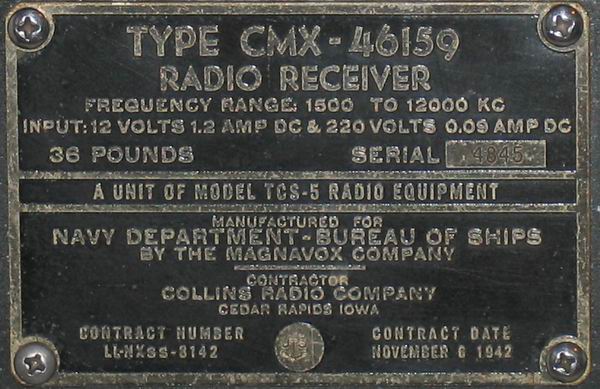 TYPE CMX-46159
RADIO RECEIVER
FREQUENCY RANGE: 1500 TO 12000 KC
INPUT: 12 VOLTS 1.2 AMP DC & 220 VOLTS 0.09 AMP DC
36 POUNDS SERIAL 4845
A UNIT OF MODEL TCS-5 RADIO EQUIPMENT
MANUFACTURED FOR
NAVY DEPARTMENT-BUREAU OF SHIPS
BY THE MAGNAVOX COMPANY
CONTRACTOR
COLLINS RADIO COMPANY
CEDAR RAPIDS IOWA
CONTRACT NUMBER CONTRACT DATE
LL-NXss-8142 NOVEMBER 6 1942